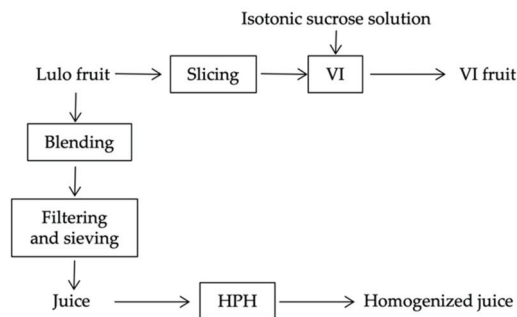 Isotonic sucrose solution
Lulo fruit
Slicing
VI
VI fruit
Blending
Filtering
and sieving
Juice
HPH
Homogenized juice